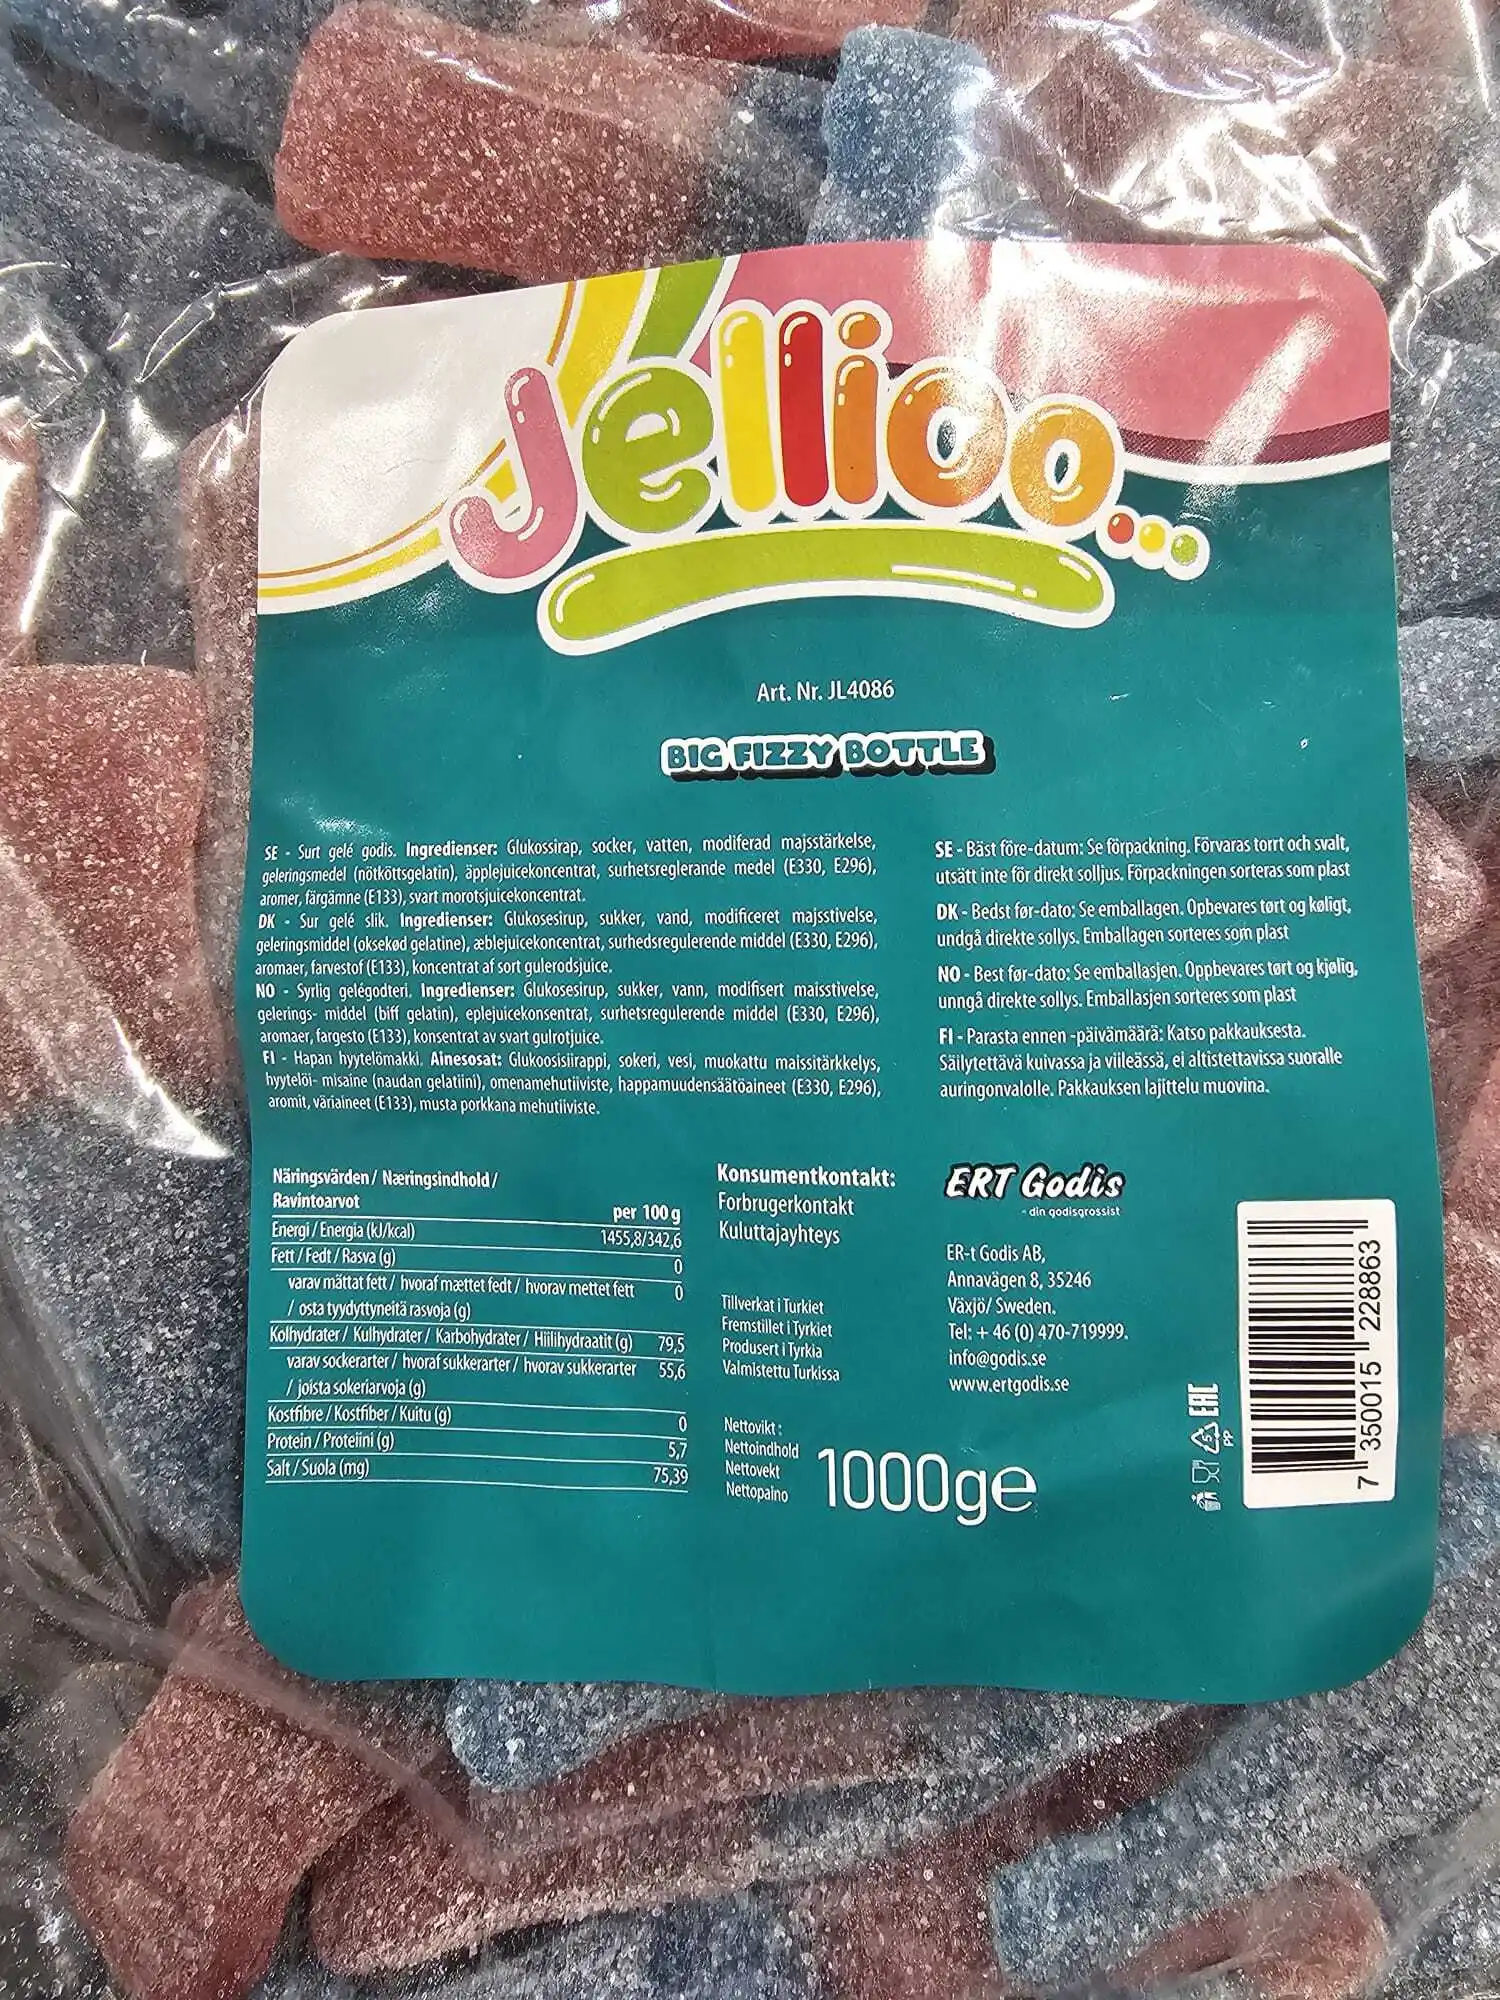 Jellioo...
Art. Nr. JL4086
BIG FIZZY BOTTLE
SE - Surt gelé godis. Ingredienser: Glukossirap, socker, vatten, modiferad majsstärkelse,
geleringsmedel (nötköttsgelatin), äpplejuicekoncentrat, surhetsreglerande medel (E330, E296),
aromer, färgämne (E133), svart morotsjuicekoncentrat.
DK - Sur gelé slik. Ingredienser: Glukosesirup, sukker, vand, modificeret majsstivelse,
geleringsmiddel (oksekød gelatine), æblejuicekoncentrat, surhedsregulerende middel (E330, E296),
aromaer, farvestof (E133), koncentrat af sort gulerodsjuice.
NO - Syrlig gelégodteri. Ingredienser: Glukosesirup, sukker, vann, modifisert maisstivelse,
gelerings- middel (biff gelatin), eplejuicekonsentrat, surhetsregulerende middel (E330, E296),
aromaer, fargesto (E133), konsentrat av svart gulrotjuice.
FI - Hapan hyytelömakki. Ainesosat: Glukoosisiirappi, sokeri, vesi, muokattu maissitärkkelys,
hyytelöi- misaine (naudan gelatiini), omenamehutiiviste, happamuudensäätöaineet (E330, E296),
aromit, väriaineet (E133), musta porkkana mehutiiviste.
SE - Bäst före-datum: Se förpackning. Förvaras torrt och svalt,
utsätt inte för direkt solljus. Förpackningen sorteras som plast
DK - Bedst før-dato: Se emballagen. Opbevares tørt og køligt,
undgå direkte sollys. Emballagen sorteres som plast
NO - Best før-dato: Se emballasjen. Oppbevares tørt og kjølig,
unngå direkte sollys. Emballasjen sorteres som plast
FI - Parasta ennen -päivämäärä: Katso pakkauksesta.
Säilytettävä kuivassa ja viileässä, ei altistettavissa suoralle
auringonvalolle. Pakkauksen lajittelu muovina.
Näringsvärden / Næringsindhold /
Ravintoarvot
per 100 g
Energi / Energia (kJ/kcal) 1455,8/342,6
Fett / Fedt / Rasva (g) 0
varav mättat fett / hvoraf mættet fedt / hvorav mettet fett 0
/ osta tyydyttyneitä rasvoja (g)
Kolhydrater / Kulhydrater / Karbohydrater / Hiilihydraatit (g) 79,5
varav sockerarter / hvoraf sukkerarter / hvorav sukkerarter 55,6
/ joista sokeriarvoja (g)
Kostfibre / Kostfiber / Kuitu (g) 0
Protein / Proteiini (g) 5,7
Salt / Suola (mg) 75,39
Konsumentkontakt:
Forbrugerkontakt
Kuluttajayhteys
Tillverkat i Turkiet
Fremstillet i Tyrkiet
Produsert i Tyrkia
Valmistettu Turkissa
Nettovikt :
Nettoindhold
Nettovekt
Nettopaino
1000ge
ERT Godis
- din godisgrossist
ER-t Godis AB,
Annavägen 8, 35246
Växjö/ Sweden.
Tel: + 46 (0) 470-719999.
info@godis.se
www.ertgodis.se
5
PP
EAC
7 350015 228863